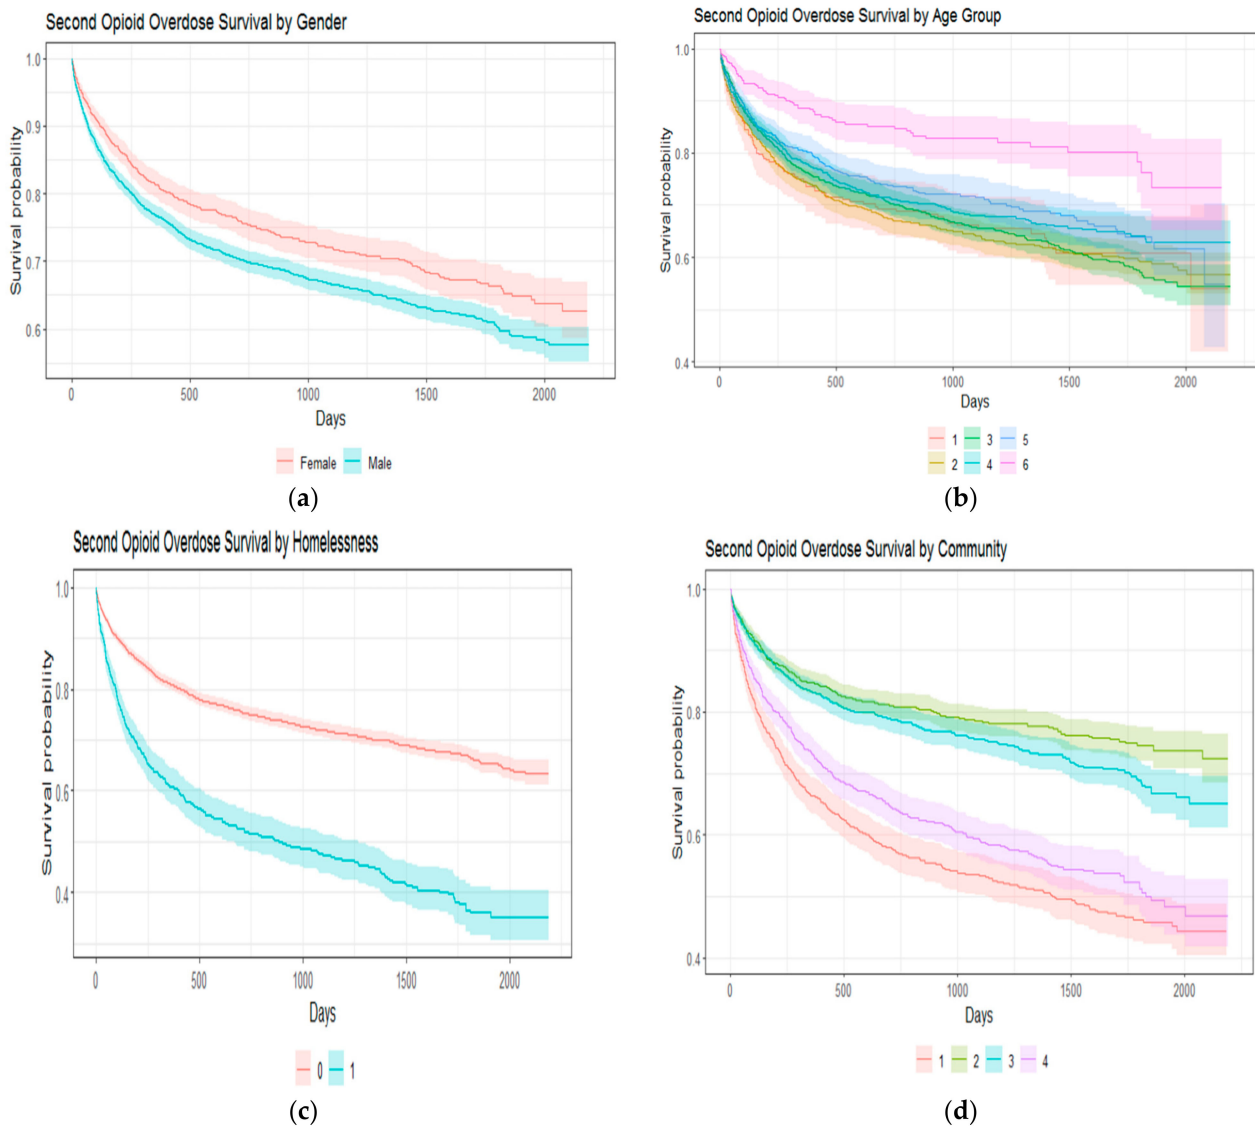 Second Opioid Overdose Survival by Gender
Survival probability
1.0
0.9
0.8
0.7
0.6
0 500 1000 1500 2000
Days
Female Male
(a)
Second Opioid Overdose Survival by Age Group
Survival probability
1.0
0.8
0.6
0.4
0 500 1000 1500 2000
Days
1 3 5
2 4 6
(b)
Second Opioid Overdose Survival by Homelessness
Survival probability
1.0
0.8
0.6
0.4
0 500 1000 1500 2000
Days
0 1
(c)
Second Opioid Overdose Survival by Community
Survival probability
1.0
0.8
0.6
0.4
0 500 1000 1500 2000
Days
1 2 3 4
(d)